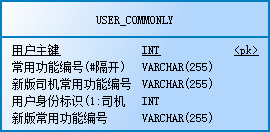 USER_COMMONLY
用户主键 INT <pk>
常用功能编号(#隔开) VARCHAR(255)
新版司机常用功能编号 VARCHAR(255)
用户身份标识(1:司机 INT
新版常用功能编号 VARCHAR(255)